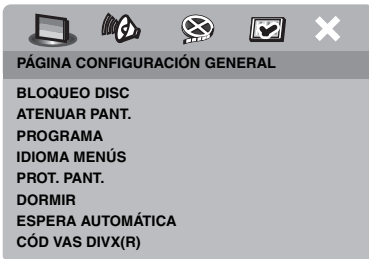 PÁGINA CONFIGURACIÓN GENERAL
BLOQUEO DISC
ATENUAR PANT.
PROGRAMA
IDIOMA MENÚS
PROT. PANT.
DORMIR
ESPERA AUTOMÁTICA
CÓD VAS DIVX(R)